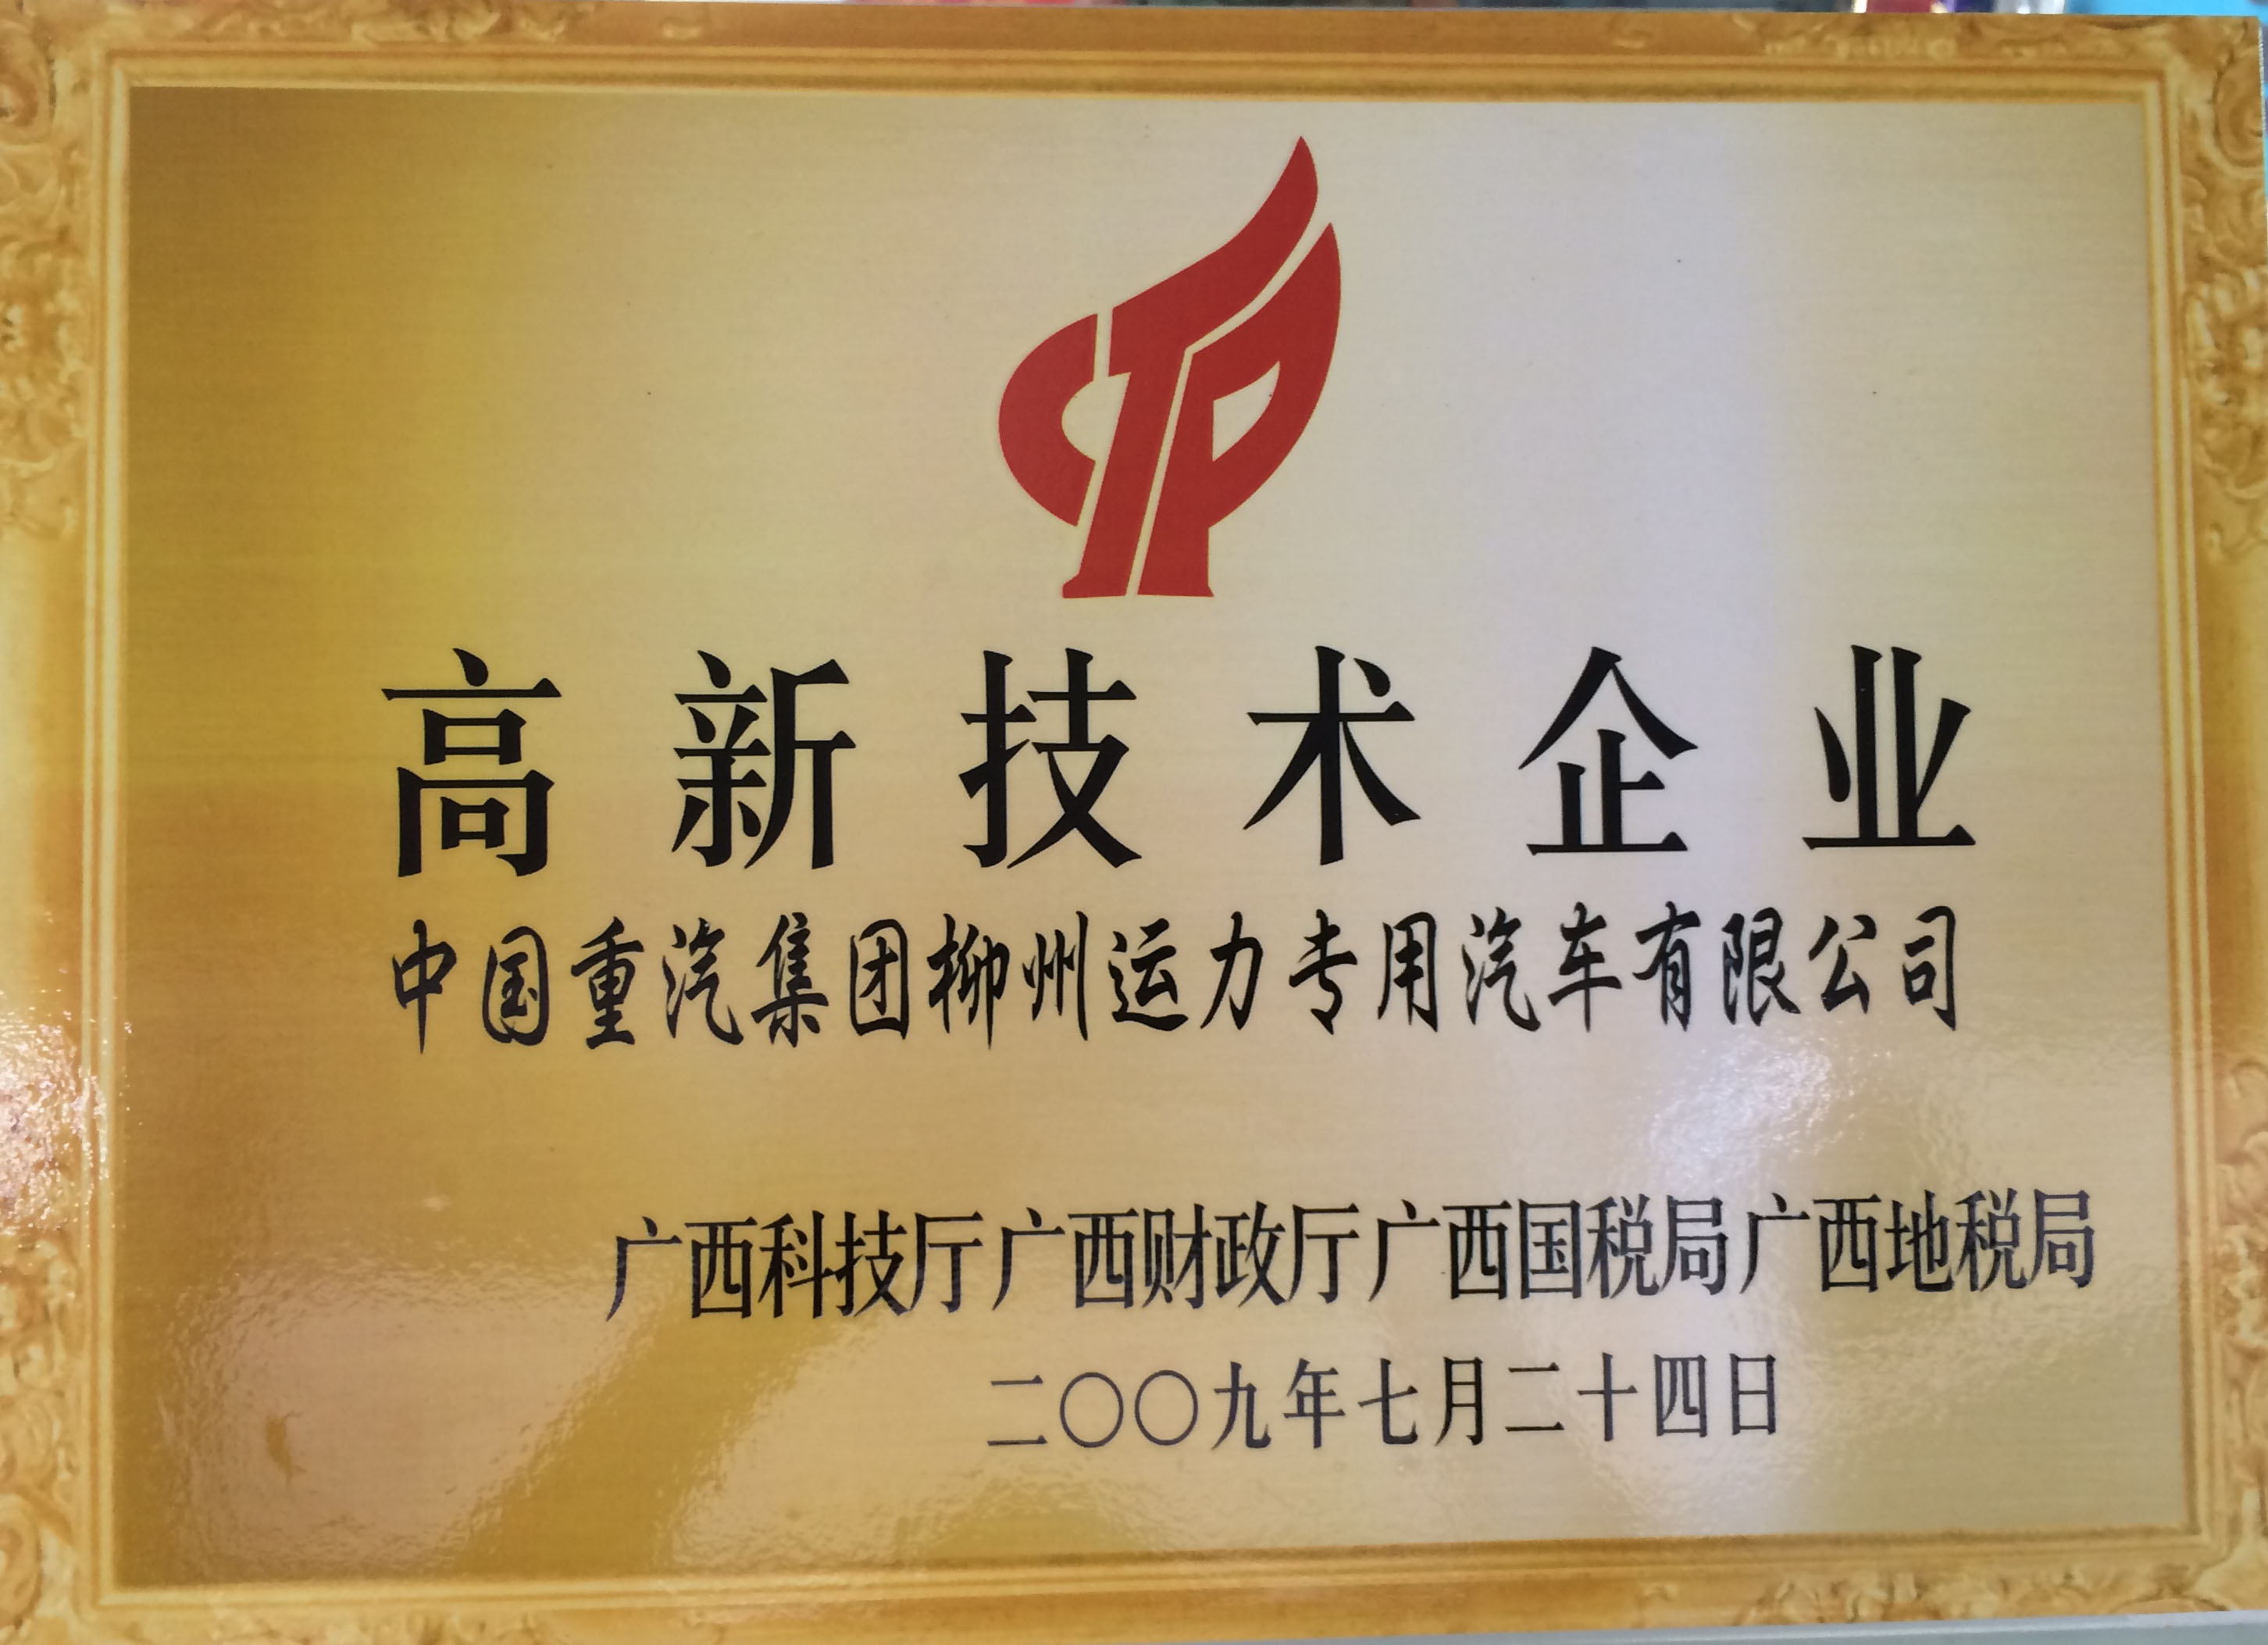 高新技术企业
中国重汽集团柳州运力专用汽车有限公司
广西科技厅 广西财政厅 广西国税局 广西地税局
二〇〇九年七月二十四日